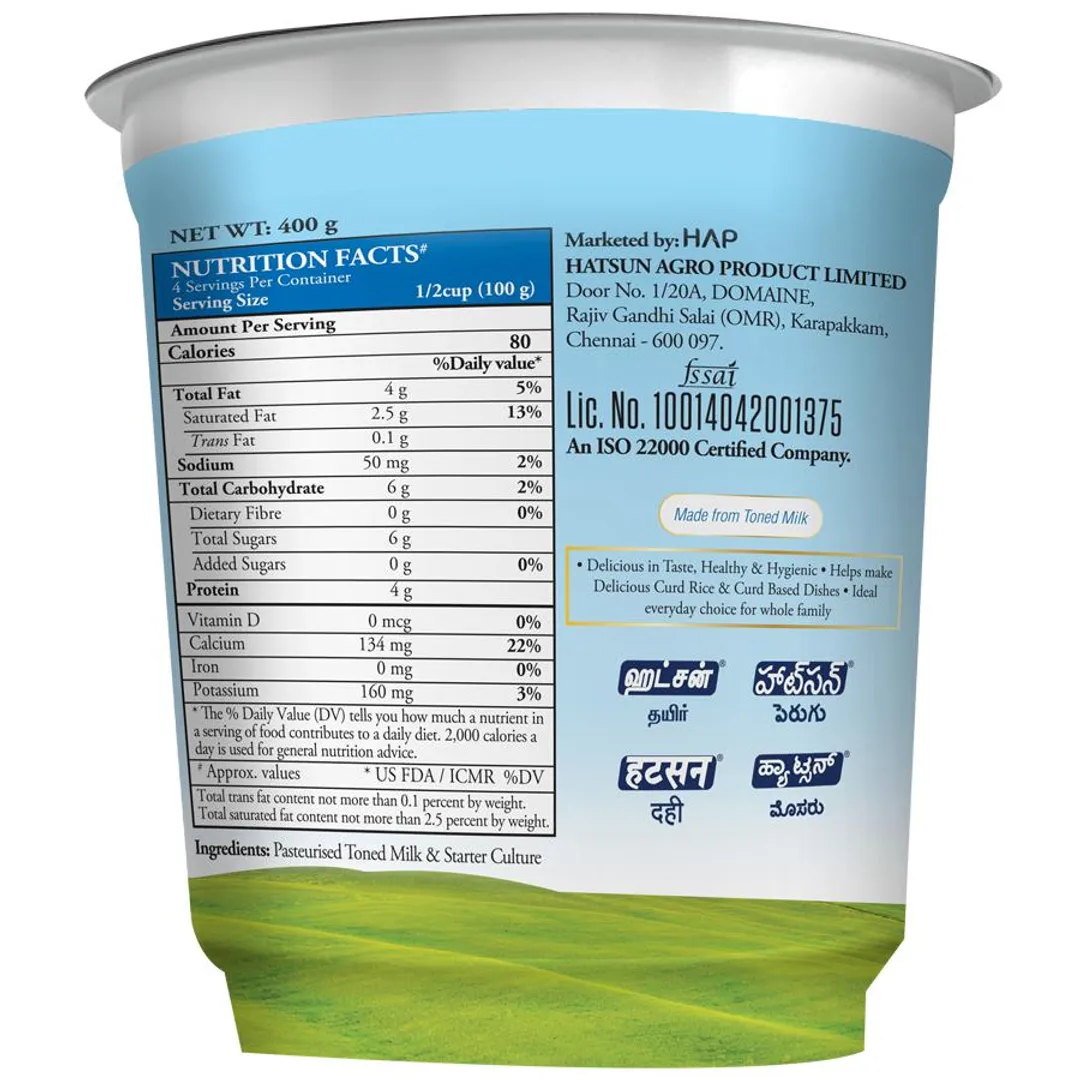 NET WT: 400 g
NUTRITION FACTS#
4 Servings Per Container
Serving Size 1/2cup (100 g)
Amount Per Serving
Calories 80
%Daily value*
Total Fat 4 g 5%
Saturated Fat 2.5 g 13%
Trans Fat 0.1 g
Sodium 50 mg 2%
Total Carbohydrate 6 g 2%
Dietary Fibre 0 g 0%
Total Sugars 6 g
Added Sugars 0 g 0%
Protein 4 g
Vitamin D 0 mcg 0%
Calcium 134 mg 22%
Iron 0 mg 0%
Potassium 160 mg 3%
* The % Daily Value (DV) tells you how much a nutrient in
a serving of food contributes to a daily diet. 2,000 calories a
day is used for general nutrition advice.
# Approx. values * US FDA / ICMR %DV
Total trans fat content not more than 0.1 percent by weight.
Total saturated fat content not more than 2.5 percent by weight.
Ingredients: Pasteurised Toned Milk & Starter Culture
Marketed by: HAP
HATSUN AGRO PRODUCT LIMITED
Door No. 1/20A, DOMAINE,
Rajiv Gandhi Salai (OMR), Karapakkam,
Chennai - 600 097.
fssai
Lic. No. 10014042001375
An ISO 22000 Certified Company.
Made from Toned Milk
• Delicious in Taste, Healthy & Hygienic • Helps make
Delicious Curd Rice & Curd Based Dishes • Ideal
everyday choice for whole family
ஹட்சன்® హాట్‌సన్®
தயிர் పెరుగు
हटसन® ಹ್ಯಾಟ್ಸನ್®
दही ಮೊಸರು